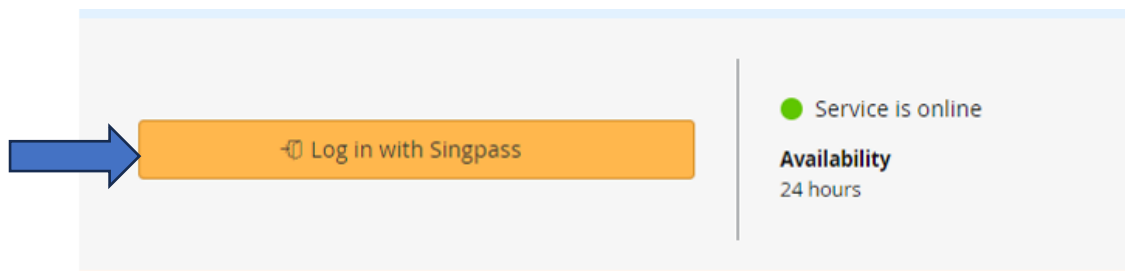 Log in with Singpass
Service is online
Availability
24 hours